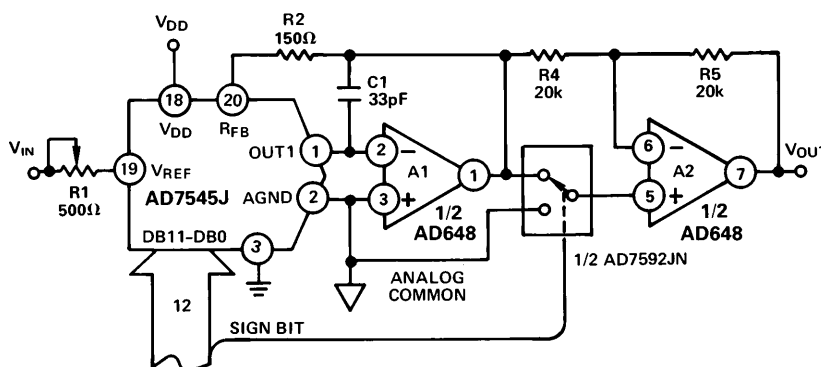 VDD
R2
150Ω
C1
33pF
R4
20k
R5
20k
18
20
VDD
RFB
VIN
19
VREF
R1
500Ω
AD7545J
OUT1
1
2
−
A1
1
AGND
2
3
+
1/2
AD648
6
−
A2
7
VOUT
5
+
1/2
AD648
DB11–DB0
3
ANALOG
COMMON
1/2 AD7592JN
12
SIGN BIT